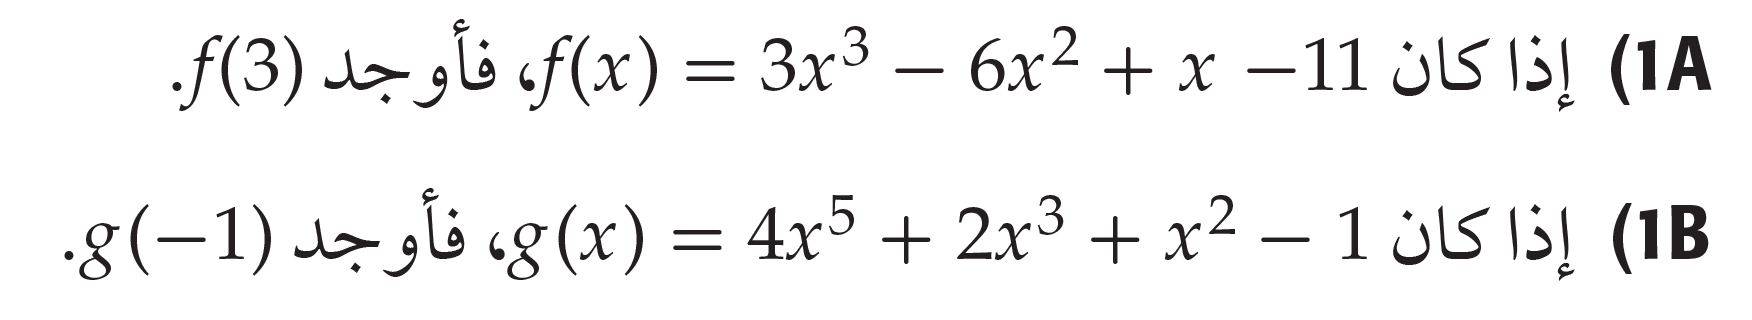 1A) إذا كان f(x) = 3x³ − 6x² + x −11، فأوجد f(3).
1B) إذا كان g(x) = 4x⁵ + 2x³ + x² − 1، فأوجد g(−1).